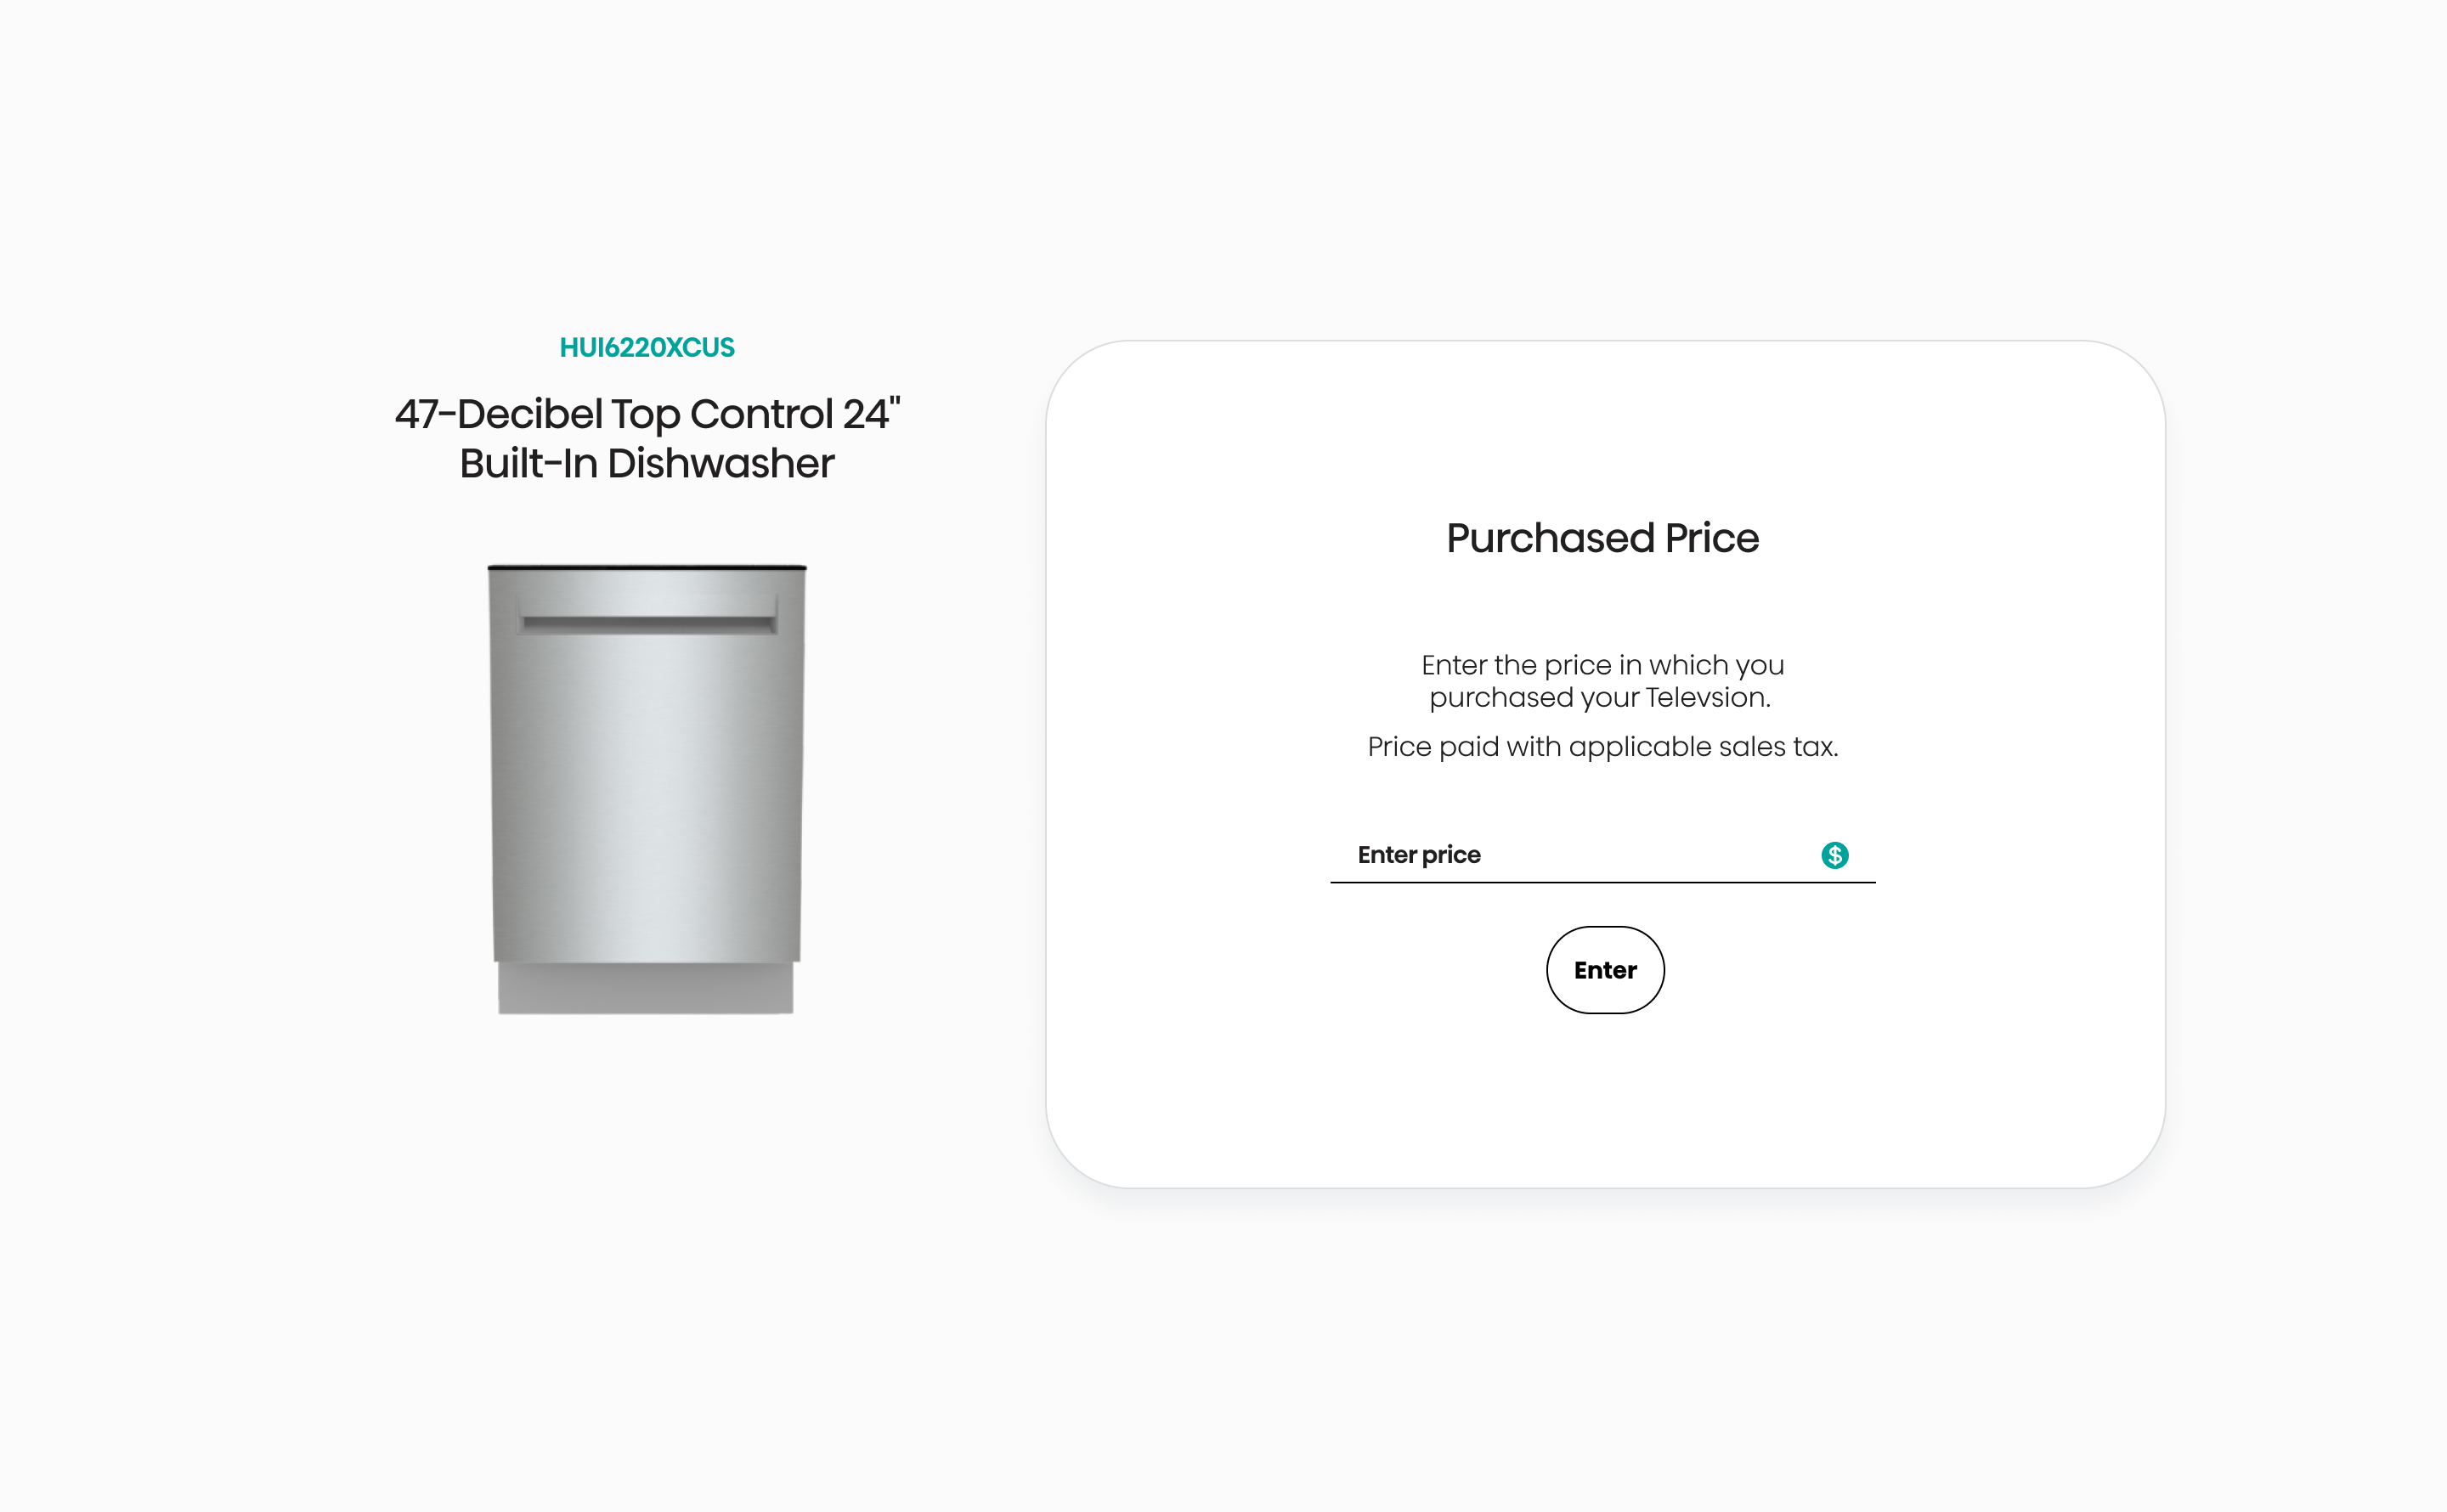 HUI6220XCUS
47-Decibel Top Control 24"
Built-In Dishwasher
Purchased Price
Enter the price in which you
purchased your Televsion.
Price paid with applicable sales tax.
Enter price
$
Enter